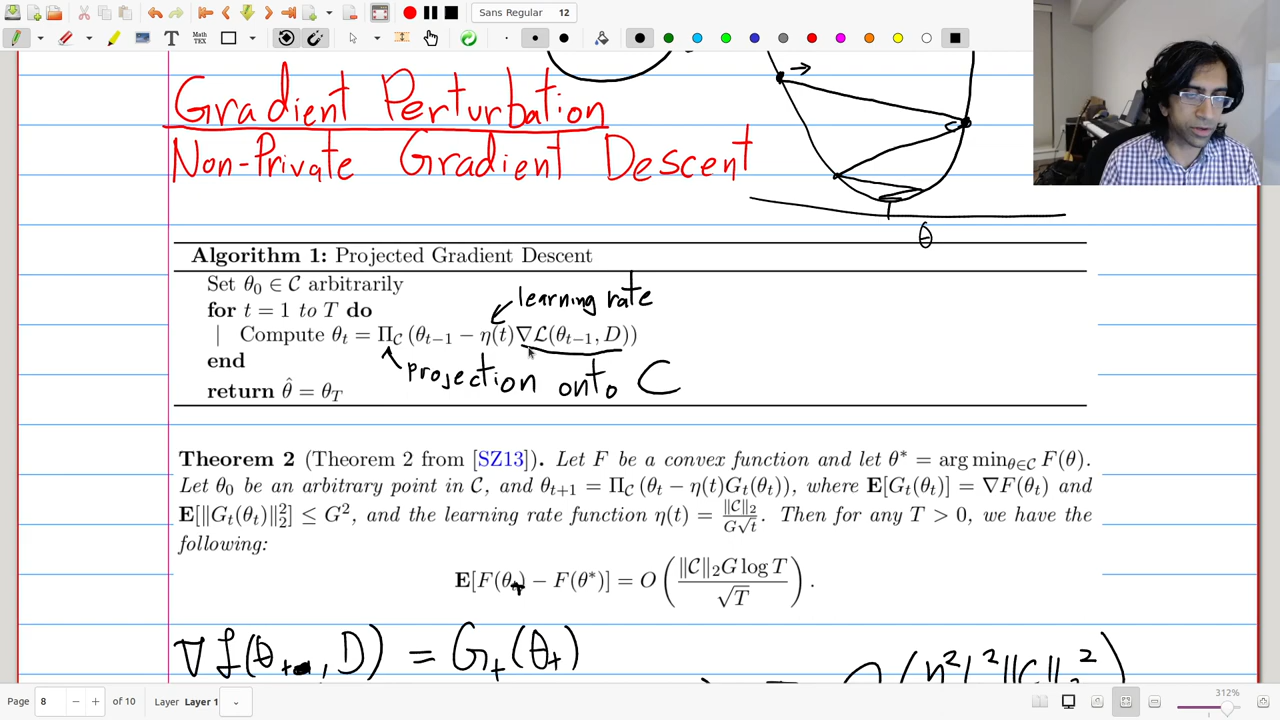 Sans Regular 12
Gradient Perturbation
Non-Private Gradient Descent
θ
Algorithm 1: Projected Gradient Descent
Set θ₀ ∈ 𝒞 arbitrarily
learning rate
for t = 1 to T do
Compute θₜ = Π_𝒞 (θₜ₋₁ − η(t)∇ℒ(θₜ₋₁, D))
end
projection onto C
return θ̂ = θ_T
Theorem 2 (Theorem 2 from [SZ13]). Let F be a convex function and let θ* = arg min_{θ∈𝒞} F(θ).
Let θ₀ be an arbitrary point in 𝒞, and θₜ₊₁ = Π_𝒞 (θₜ − η(t)Gₜ(θₜ)), where E[Gₜ(θₜ)] = ∇F(θₜ) and
E[‖Gₜ(θₜ)‖₂²] ≤ G², and the learning rate function η(t) = ‖𝒞‖₂/(G√t). Then for any T > 0, we have the
following:
E[F(θ_T) − F(θ*)] = O(‖𝒞‖₂G log T / √T).
∇ℒ(θₜ, D) = Gₜ(θₜ)
Page 8 of 10 Layer Layer 1 312%